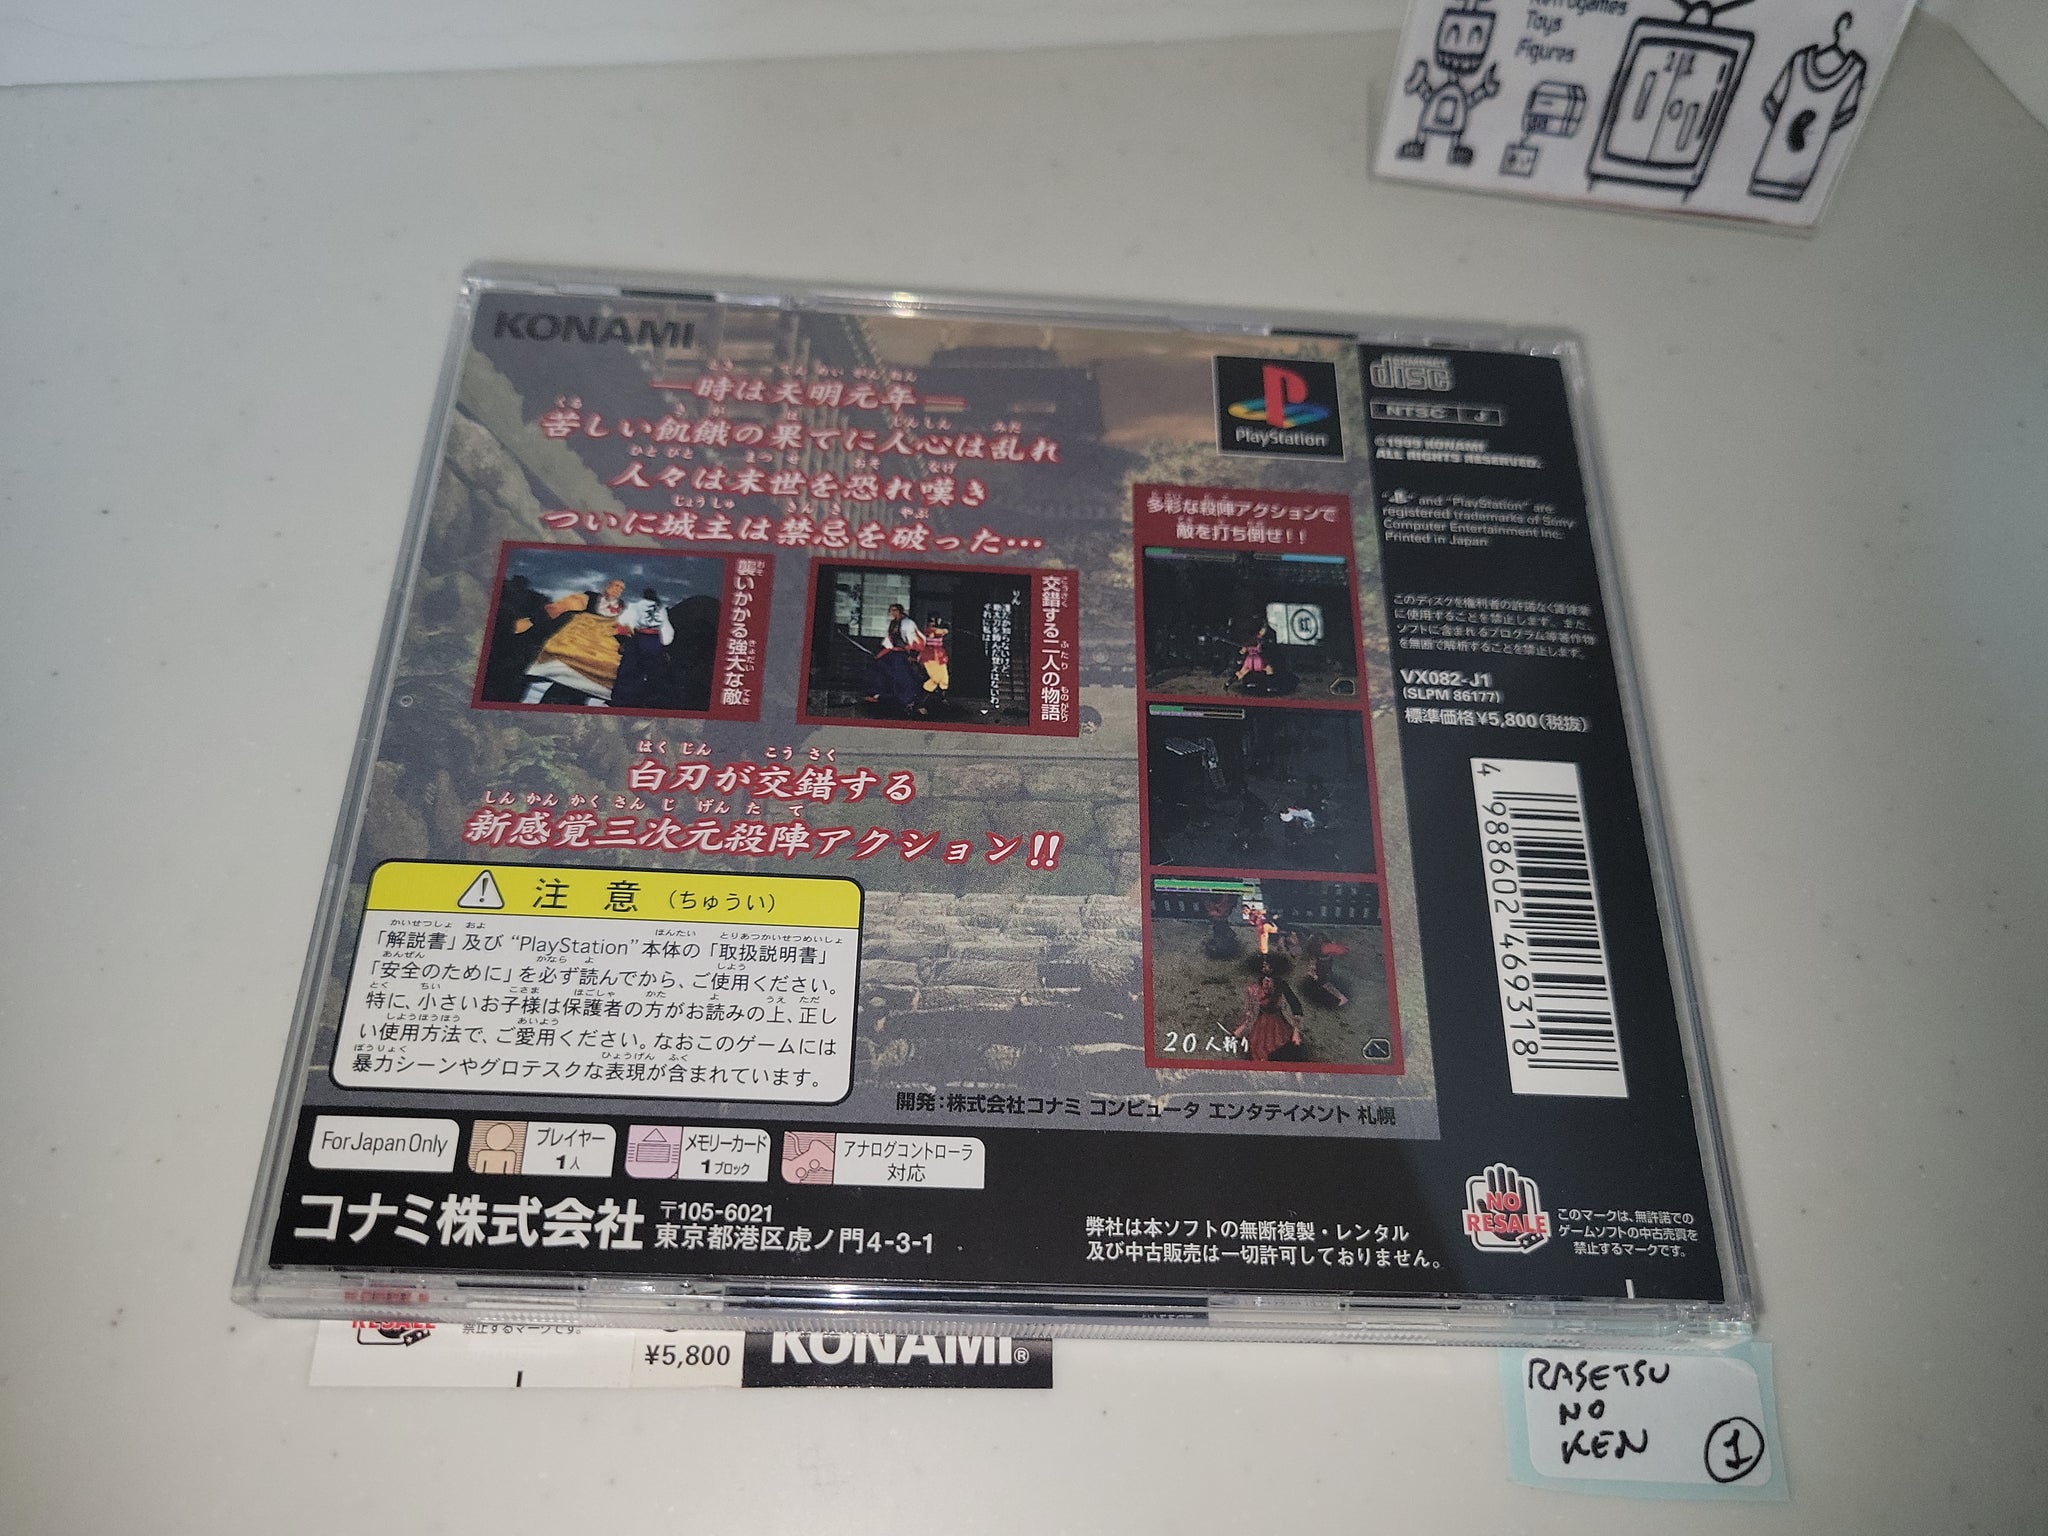 Retrogames
Toys
Figures
KONAMI
―時は天明元年―
苦しい飢餓の果てに人心は乱れ
人々は末世を恐れ嘆き
ついに城主は禁忌を破った…
襲いかかる強大な敵
交錯する二人の物語
りん
白刃が交錯する
新感覚三次元殺陣アクション!!
PlayStation
多彩な殺陣アクションで
敵を打ち倒せ!!
20人斬り
注意(ちゅうい)
「解説書」及び“PlayStation”本体の「取扱説明書」
「安全のために」を必ず読んでから、ご使用ください。
特に、小さいお子様は保護者の方がお読みの上、正し
い使用方法で、ご愛用ください。なおこのゲームには
暴力シーンやグロテスクな表現が含まれています。
開発:株式会社コナミ コンピュータ エンタテイメント 札幌
disc
NTSC J
©1999 KONAMI
ALL RIGHTS RESERVED.
" " and "PlayStation" are
registered trademarks of Sony
Computer Entertainment Inc.
Printed in Japan
このディスクを権利者の許諾なく賃貸業
に使用することを禁止します。また、
ソフトに含まれるプログラム等著作物
を無断で解析することを禁止します。
VX082-J1
(SLPM 86177)
標準価格¥5,800(税抜)
4 988602 469318
For Japan Only
プレイヤー
1人
メモリーカード
1ブロック
アナログコントローラ
対応
コナミ株式会社
〒105-6021
東京都港区虎ノ門4-3-1
弊社は本ソフトの無断複製・レンタル
及び中古販売は一切許可しておりません。
NO
RESALE
このマークは、無許諾での
ゲームソフトの中古売買を
禁止するマークです。
RESALE
禁止するマークです。
¥5,800
KONAMI®
RASETSU
NO
KEN
1